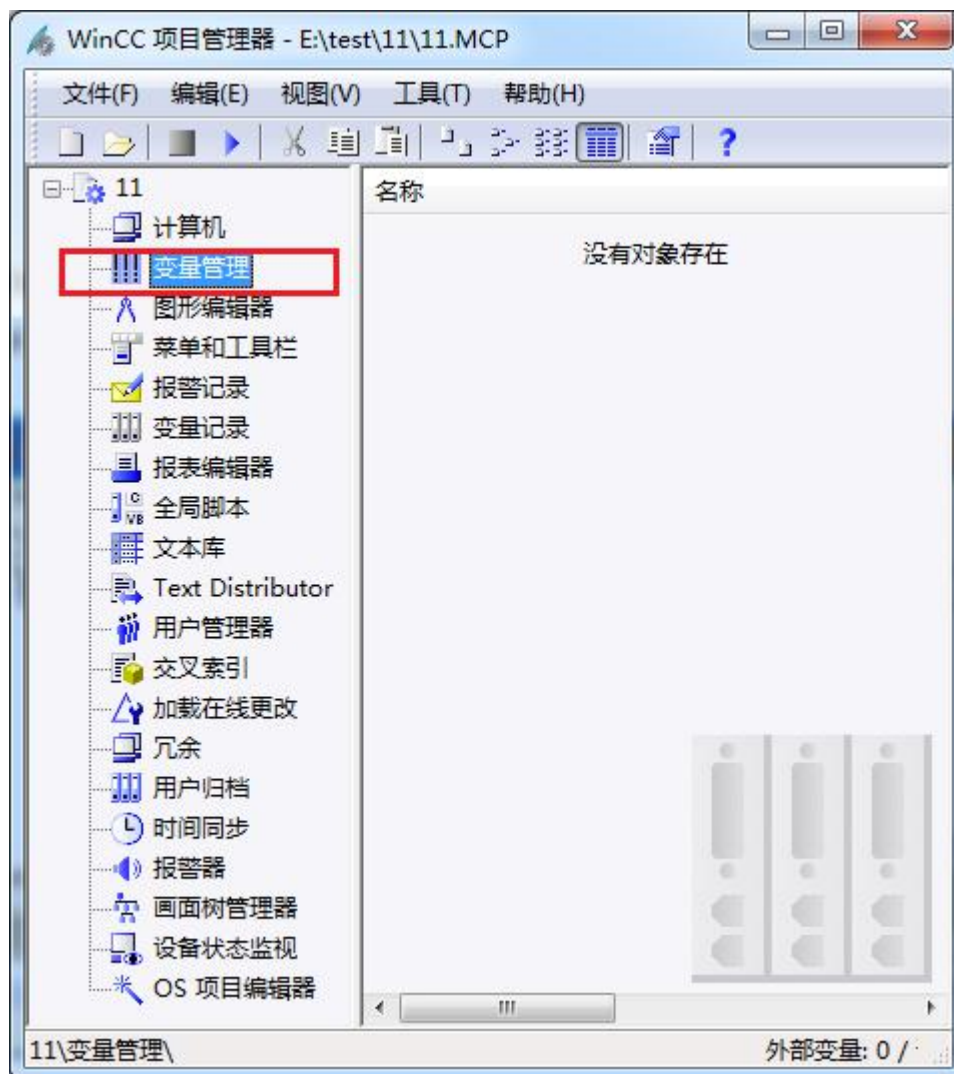 WinCC 项目管理器 - E:\test\11\11.MCP
文件(F) 编辑(E) 视图(V) 工具(T) 帮助(H)
11
计算机
变量管理
图形编辑器
菜单和工具栏
报警记录
变量记录
报表编辑器
全局脚本
文本库
Text Distributor
用户管理器
交叉索引
加载在线更改
冗余
用户归档
时间同步
报警器
画面树管理器
设备状态监视
OS 项目编辑器
名称
没有对象存在
11\变量管理\
外部变量: 0 /